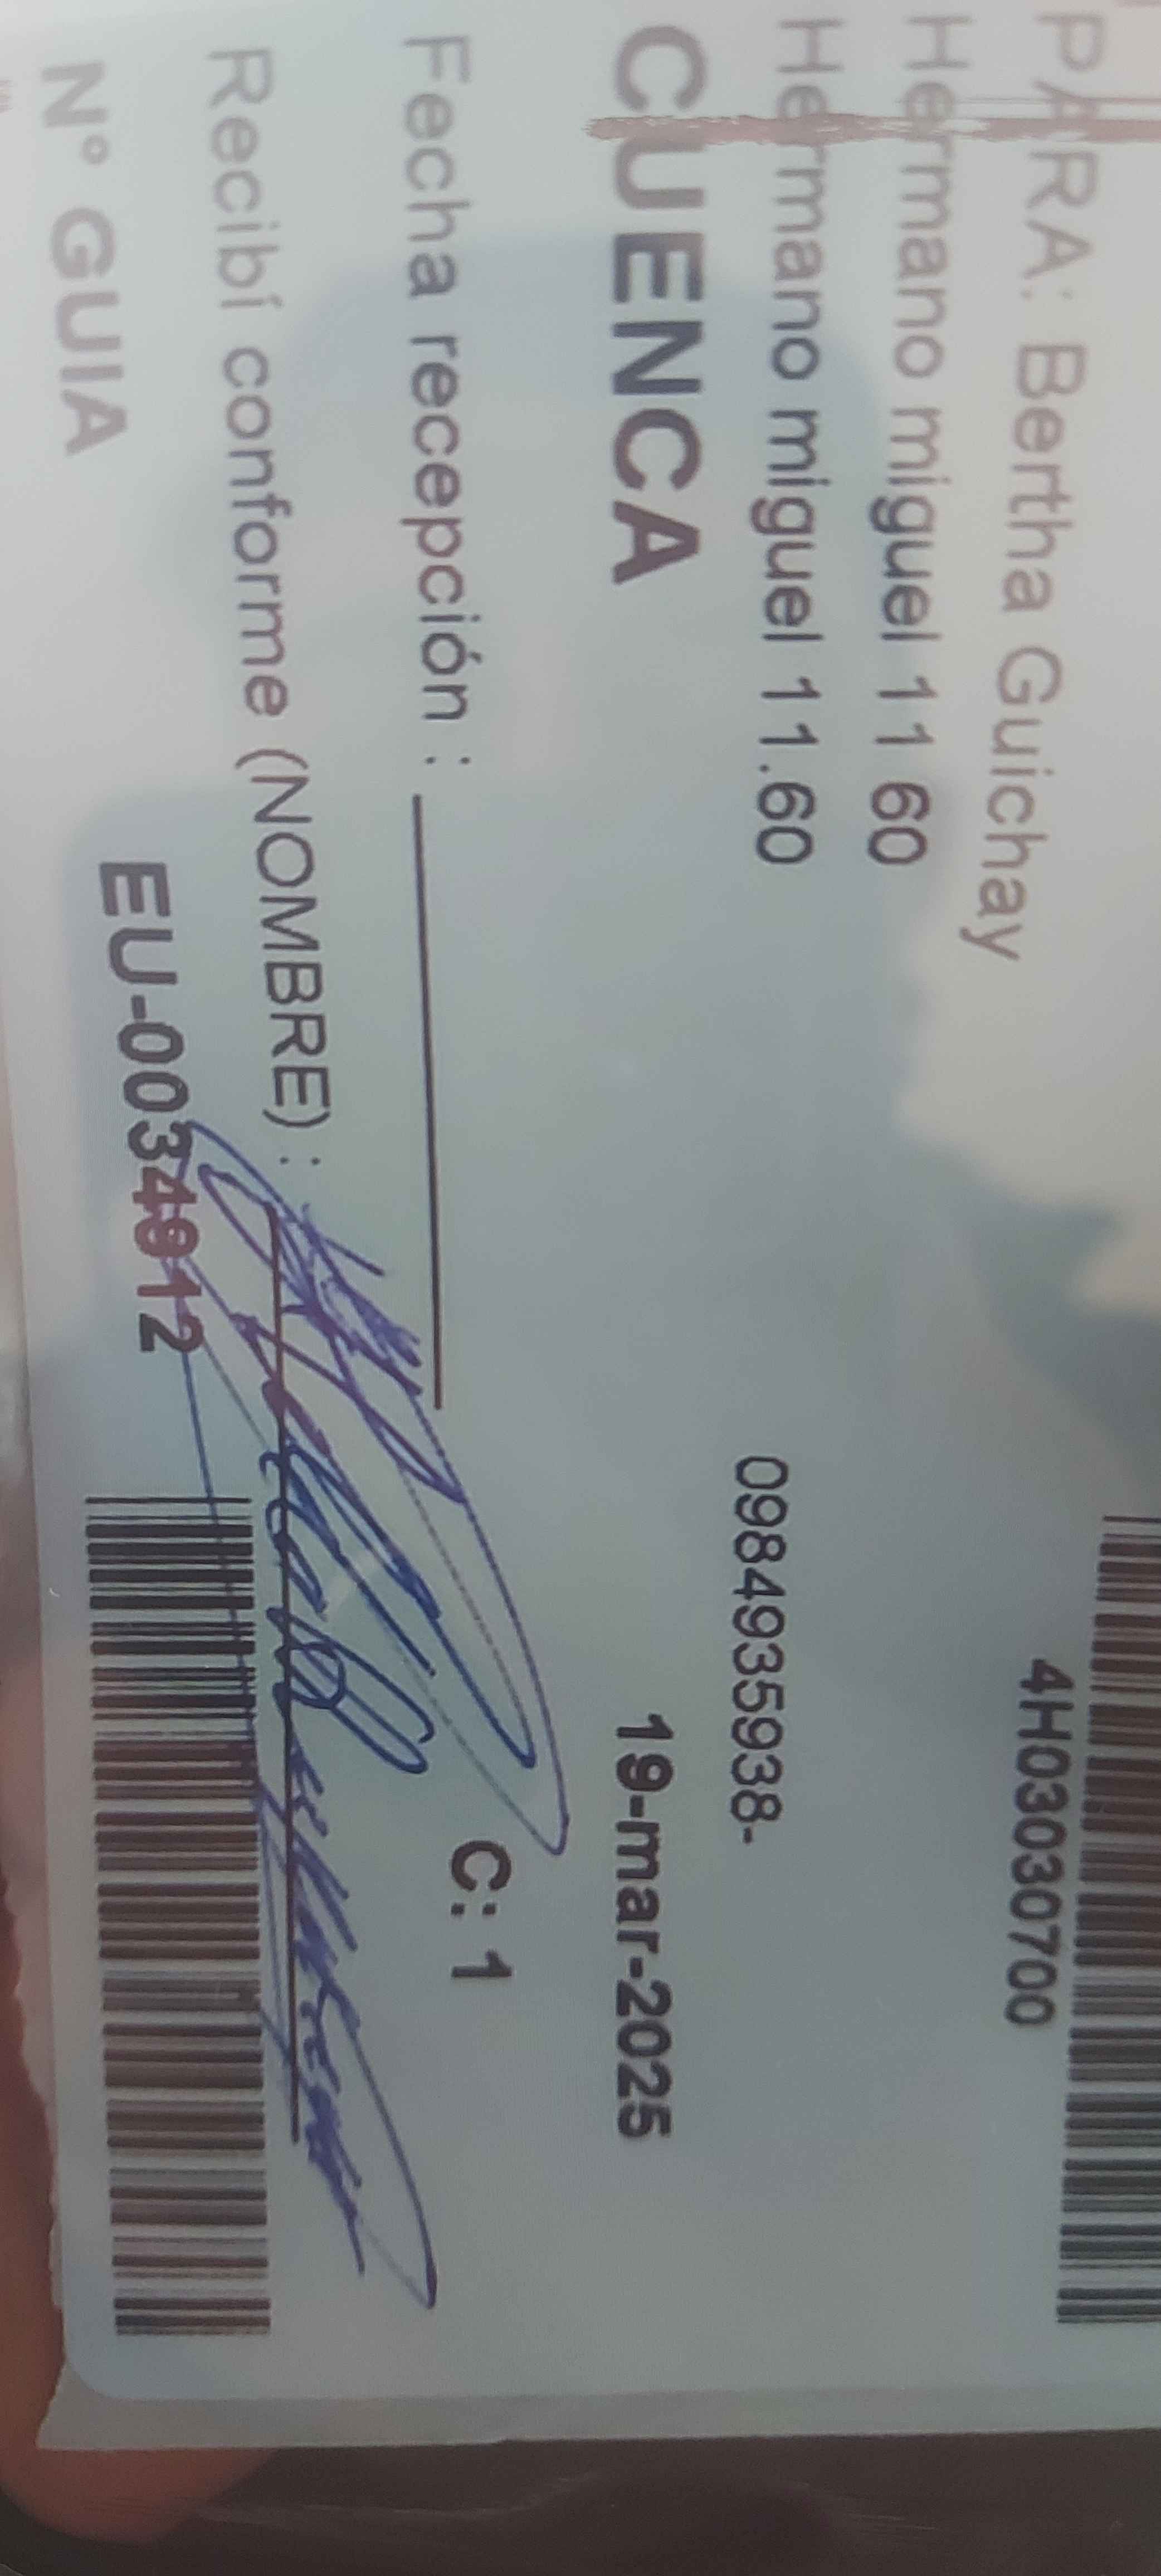 4H03030700
PARA: Bertha Guichay
Hermano miguel 11 60
Hermano miguel 11.60
0984935938-
CUENCA 19-mar-2025
Fecha recepción : C: 1
Recibí conforme (NOMBRE) :
N° GUIA EU-0034912